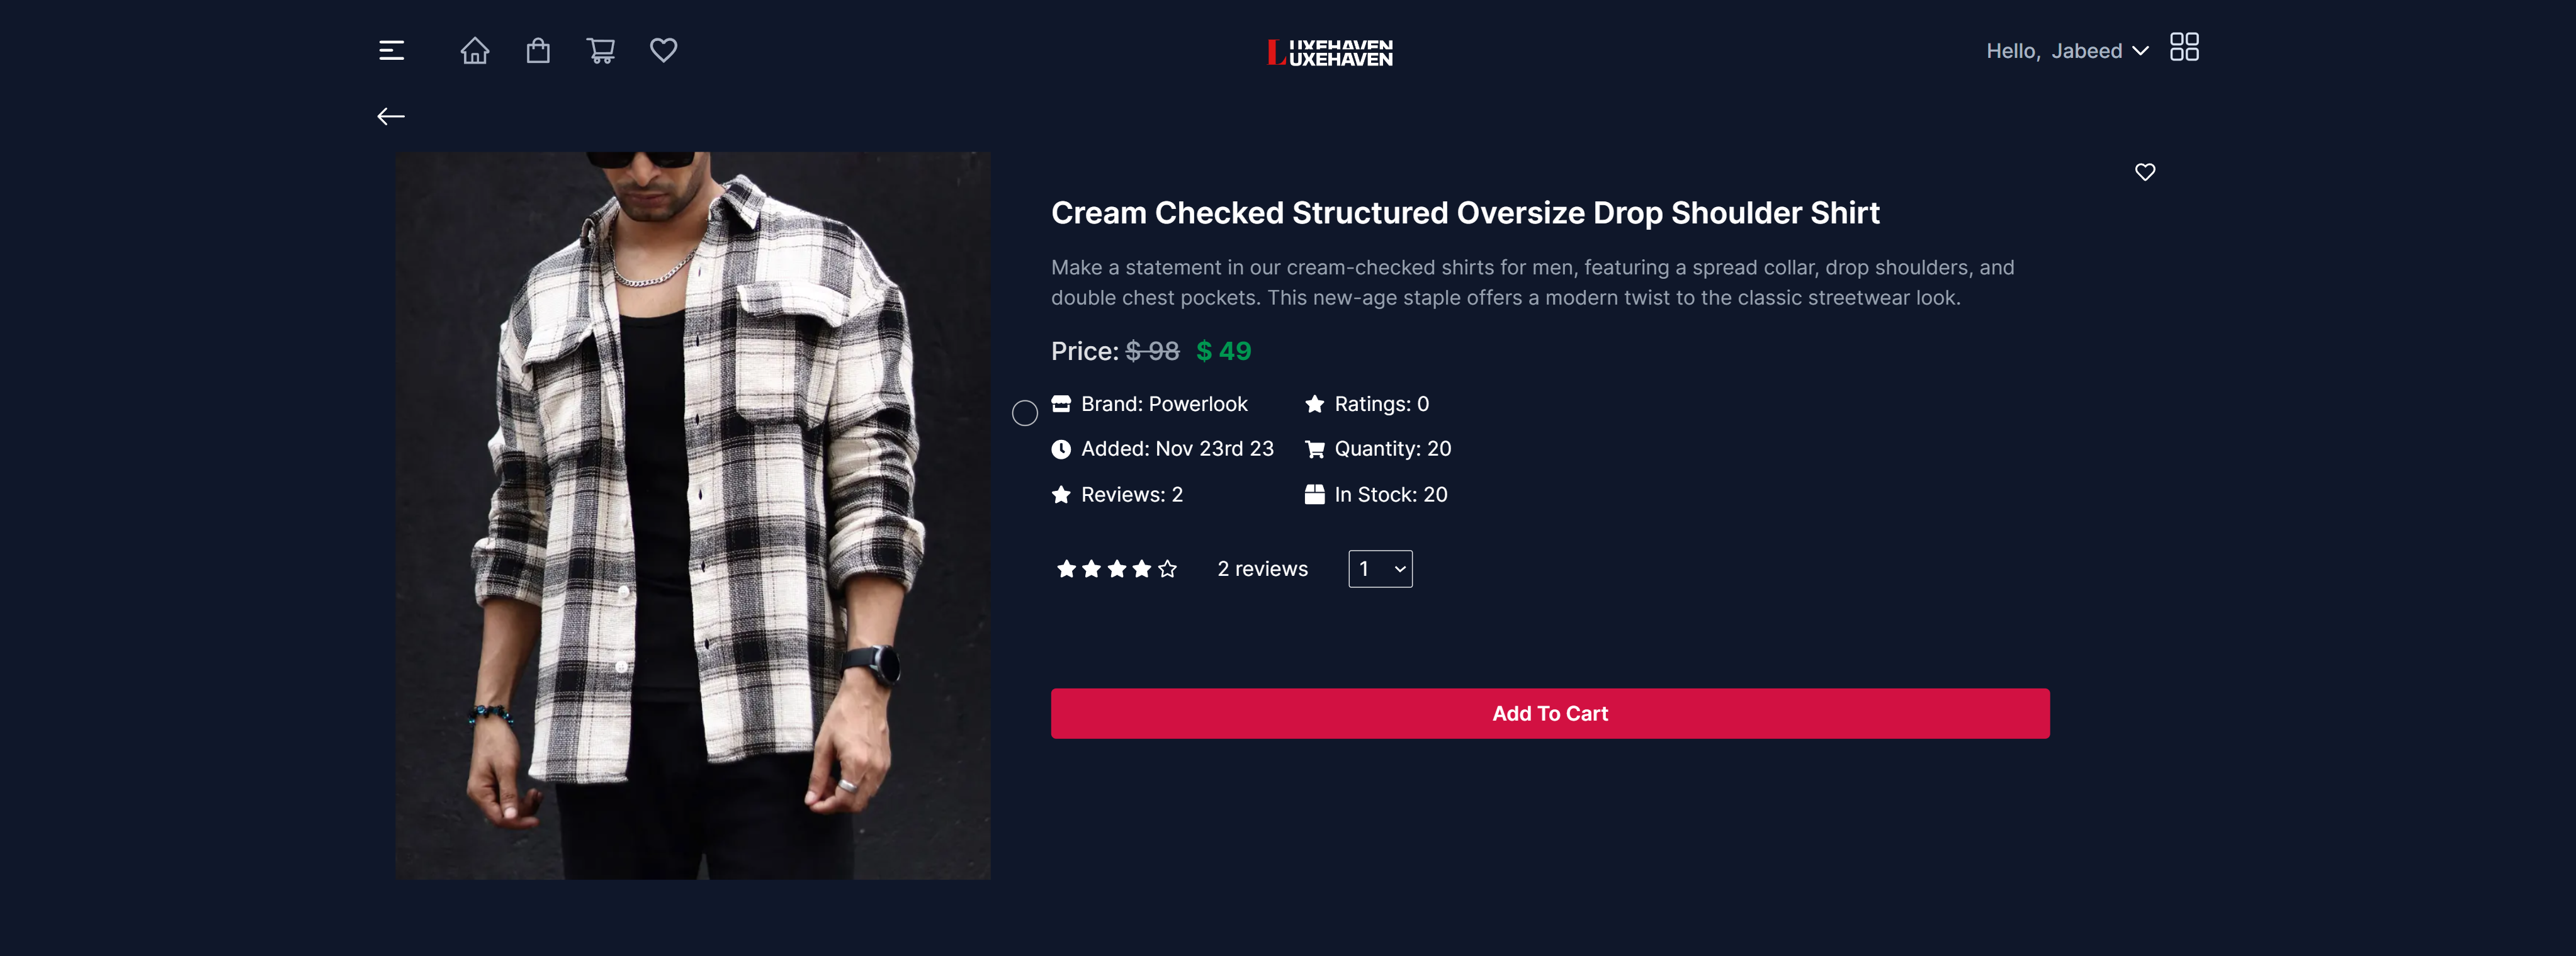 LUXEHAVEN
UXEHAVEN
Hello, Jabeed
Cream Checked Structured Oversize Drop Shoulder Shirt
Make a statement in our cream-checked shirts for men, featuring a spread collar, drop shoulders, and
double chest pockets. This new-age staple offers a modern twist to the classic streetwear look.
Price: $ 98 $ 49
Brand: Powerlook Ratings: 0
Added: Nov 23rd 23 Quantity: 20
Reviews: 2 In Stock: 20
2 reviews 1
Add To Cart